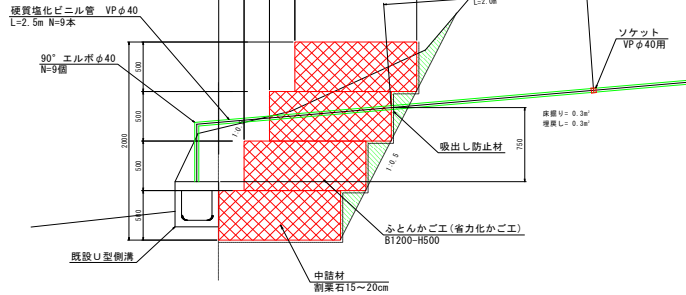 L=2.0m
硬質塩化ビニル管 VPφ40
L=2.5m N=9本
ソケット
VPφ40用
90°エルボφ40
N=9個
500
500
500
500
2000
1:0.5
床掘り= 0.3㎡
埋戻し= 0.3㎡
750
吸出し防止材
1:0.5
ふとんかご工(省力化かご工)
B1200-H500
既設U型側溝
中詰材
割栗石15~20cm